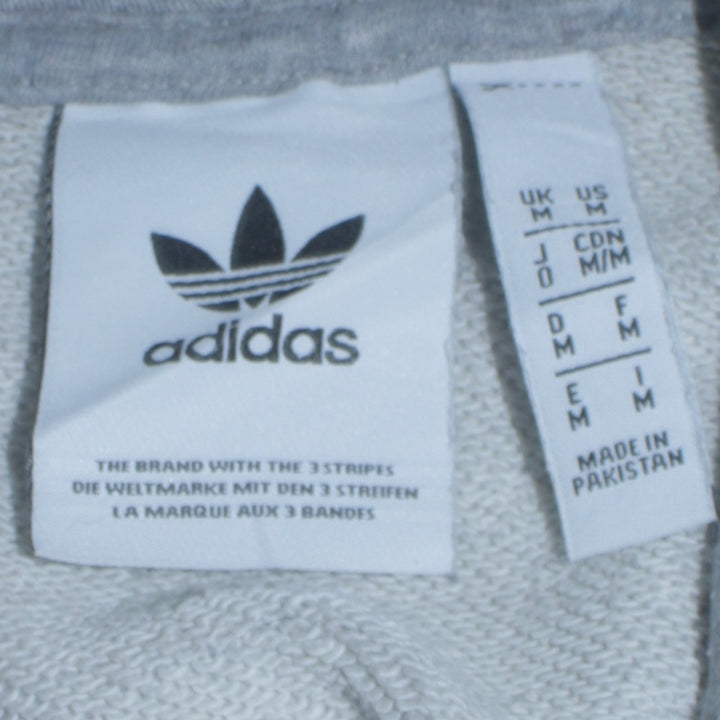 adidas
THE BRAND WITH THE 3 STRIPES
DIE WELTMARKE MIT DEN 3 STREIFEN
LA MARQUE AUX 3 BANDES
UK US
M M
J CDN
O M/M
D F
M M
E I
M M
MADE IN
PAKISTAN